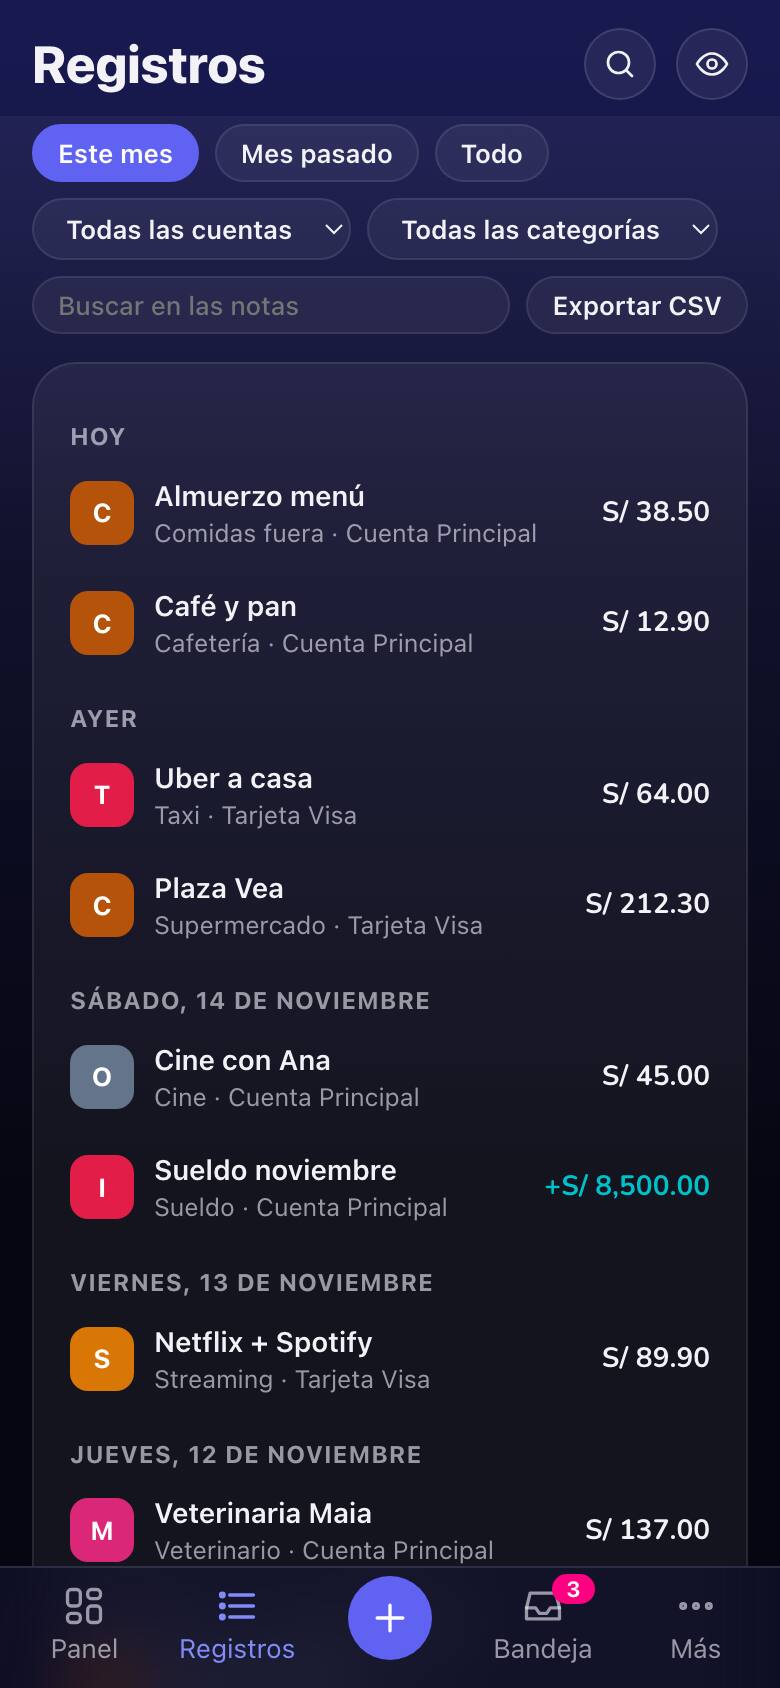 Registros
Este mes
Mes pasado
Todo
Todas las cuentas
Todas las categorías
Buscar en las notas
Exportar CSV
HOY
C
Almuerzo menú
Comidas fuera · Cuenta Principal
S/ 38.50
C
Café y pan
Cafetería · Cuenta Principal
S/ 12.90
AYER
T
Uber a casa
Taxi · Tarjeta Visa
S/ 64.00
C
Plaza Vea
Supermercado · Tarjeta Visa
S/ 212.30
SÁBADO, 14 DE NOVIEMBRE
O
Cine con Ana
Cine · Cuenta Principal
S/ 45.00
I
Sueldo noviembre
Sueldo · Cuenta Principal
+S/ 8,500.00
VIERNES, 13 DE NOVIEMBRE
S
Netflix + Spotify
Streaming · Tarjeta Visa
S/ 89.90
JUEVES, 12 DE NOVIEMBRE
M
Veterinaria Maia
Veterinario · Cuenta Principal
S/ 137.00
Panel
Registros
3
Bandeja
Más